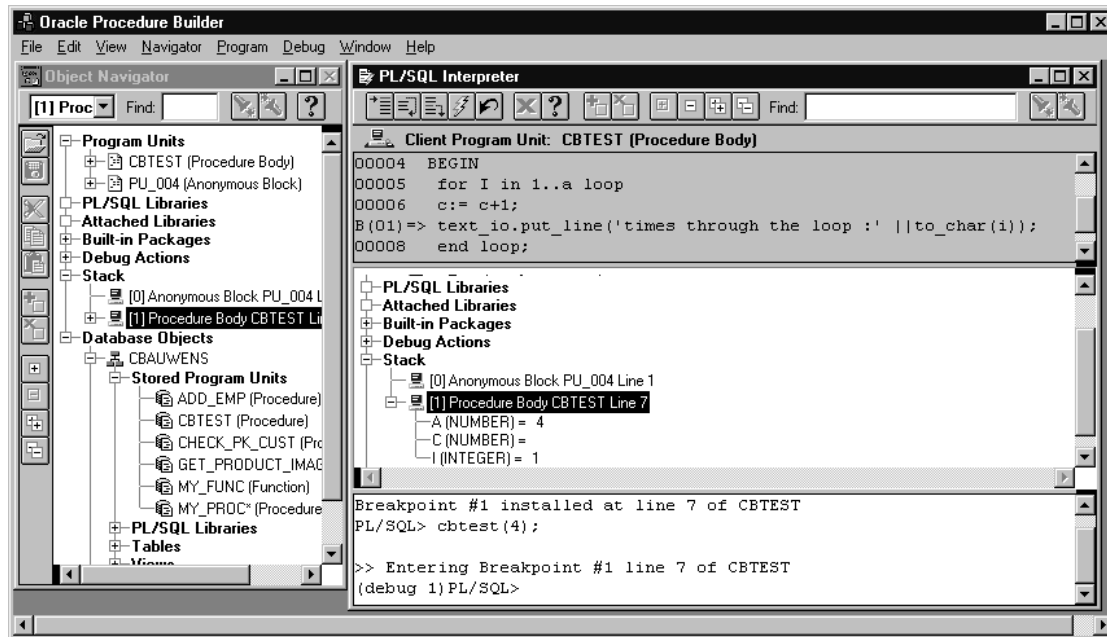 Oracle Procedure Builder
File Edit View Navigator Program Debug Window Help
Object Navigator
[1] Proc Find:
Program Units
CBTEST (Procedure Body)
PU_004 (Anonymous Block)
PL/SQL Libraries
Attached Libraries
Built-in Packages
Debug Actions
Stack
[0] Anonymous Block PU_004 L
[1] Procedure Body CBTEST Li
Database Objects
CBAUWENS
Stored Program Units
ADD_EMP (Procedure)
CBTEST (Procedure)
CHECK_PK_CUST (Pro
GET_PRODUCT_IMAG
MY_FUNC (Function)
MY_PROC* (Procedure
PL/SQL Libraries
Tables
Views
PL/SQL Interpreter
Find:
Client Program Unit: CBTEST (Procedure Body)
00004 BEGIN
00005 for I in 1..a loop
00006 c:= c+1;
B(01)=> text_io.put_line('times through the loop :' ||to_char(i));
00008 end loop;
PL/SQL Libraries
Attached Libraries
Built-in Packages
Debug Actions
Stack
[0] Anonymous Block PU_004 Line 1
[1] Procedure Body CBTEST Line 7
A (NUMBER) = 4
C (NUMBER) =
I (INTEGER) = 1
Breakpoint #1 installed at line 7 of CBTEST
PL/SQL> cbtest(4);
>> Entering Breakpoint #1 line 7 of CBTEST
(debug 1)PL/SQL>